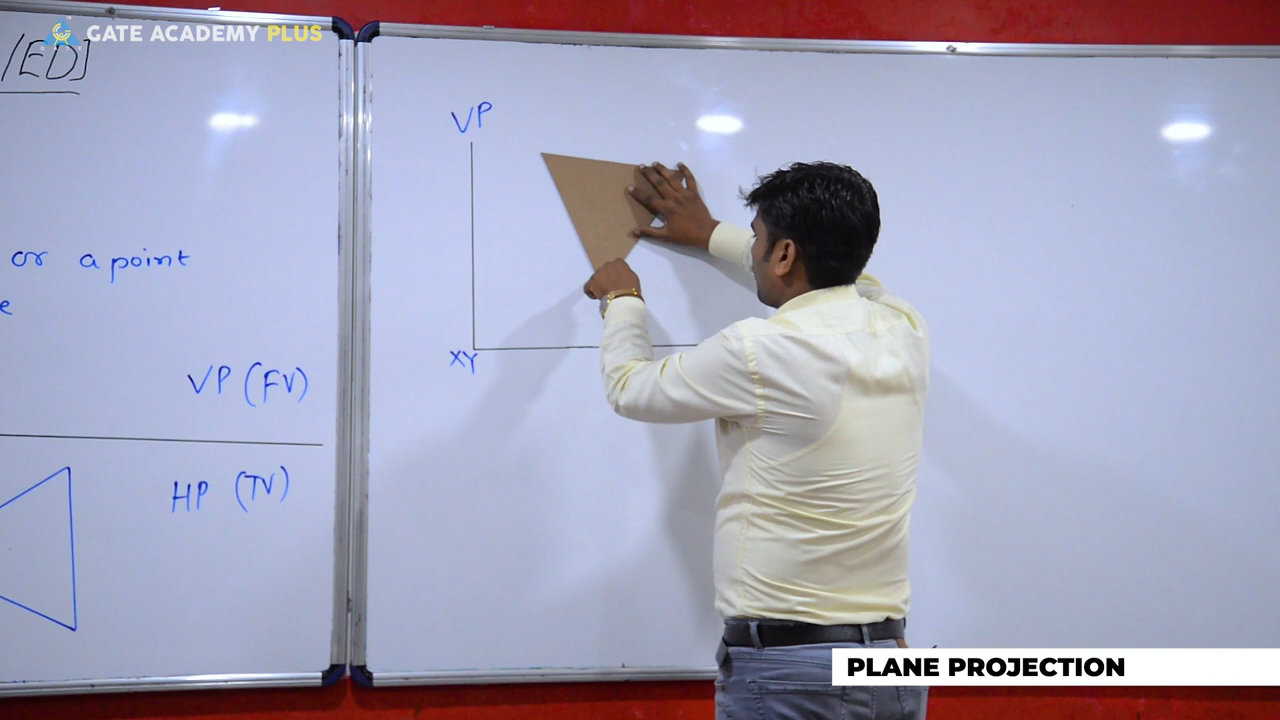 GATE ACADEMY PLUS
/ED]
or a point
e
VP (FV)
HP (TV)
VP
XY
PLANE PROJECTION